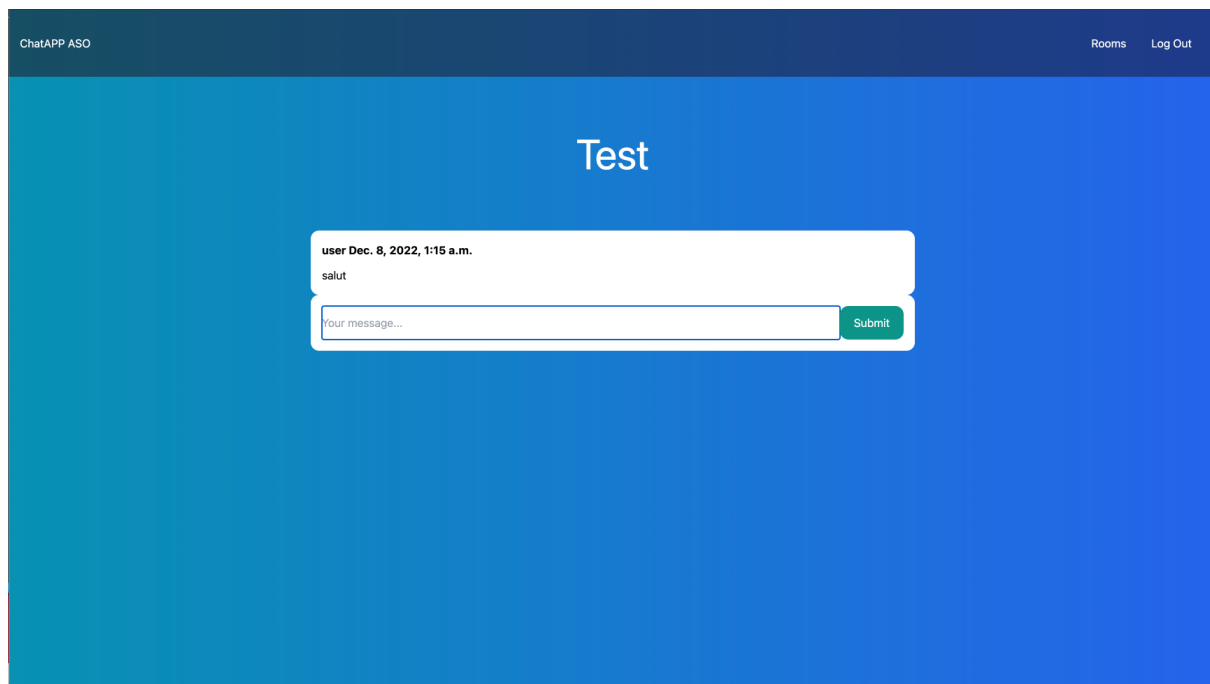 ChatAPP ASO
Rooms
Log Out
Test
user Dec. 8, 2022, 1:15 a.m.
salut
Your message...
Submit